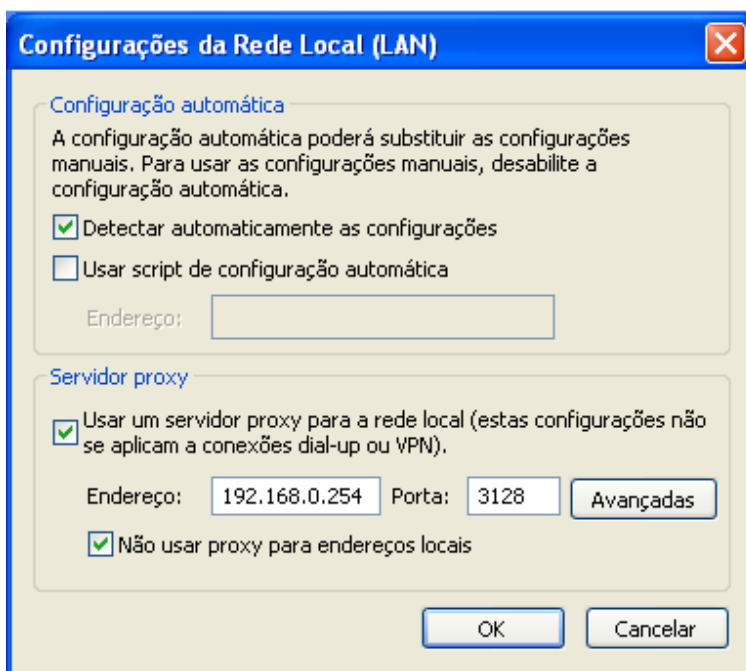 Configurações da Rede Local (LAN)
Configuração automática
A configuração automática poderá substituir as configurações
manuais. Para usar as configurações manuais, desabilite a
configuração automática.
Detectar automaticamente as configurações
Usar script de configuração automática
Endereço:
Servidor proxy
Usar um servidor proxy para a rede local (estas configurações não
se aplicam a conexões dial-up ou VPN).
Endereço: 192.168.0.254 Porta: 3128 Avançadas
Não usar proxy para endereços locais
OK Cancelar